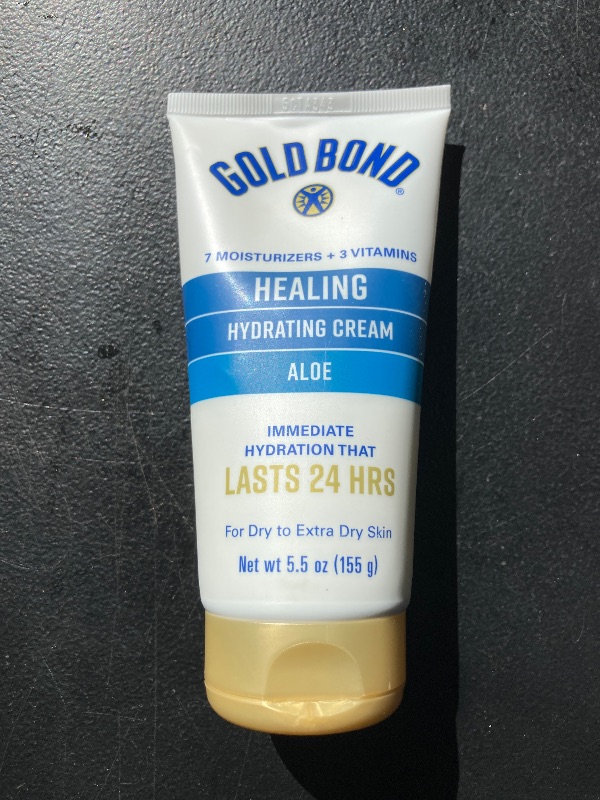 GOLD BOND®
7 MOISTURIZERS + 3 VITAMINS
HEALING
HYDRATING CREAM
ALOE
IMMEDIATE
HYDRATION THAT
LASTS 24 HRS
For Dry to Extra Dry Skin
Net wt 5.5 oz (155 g)